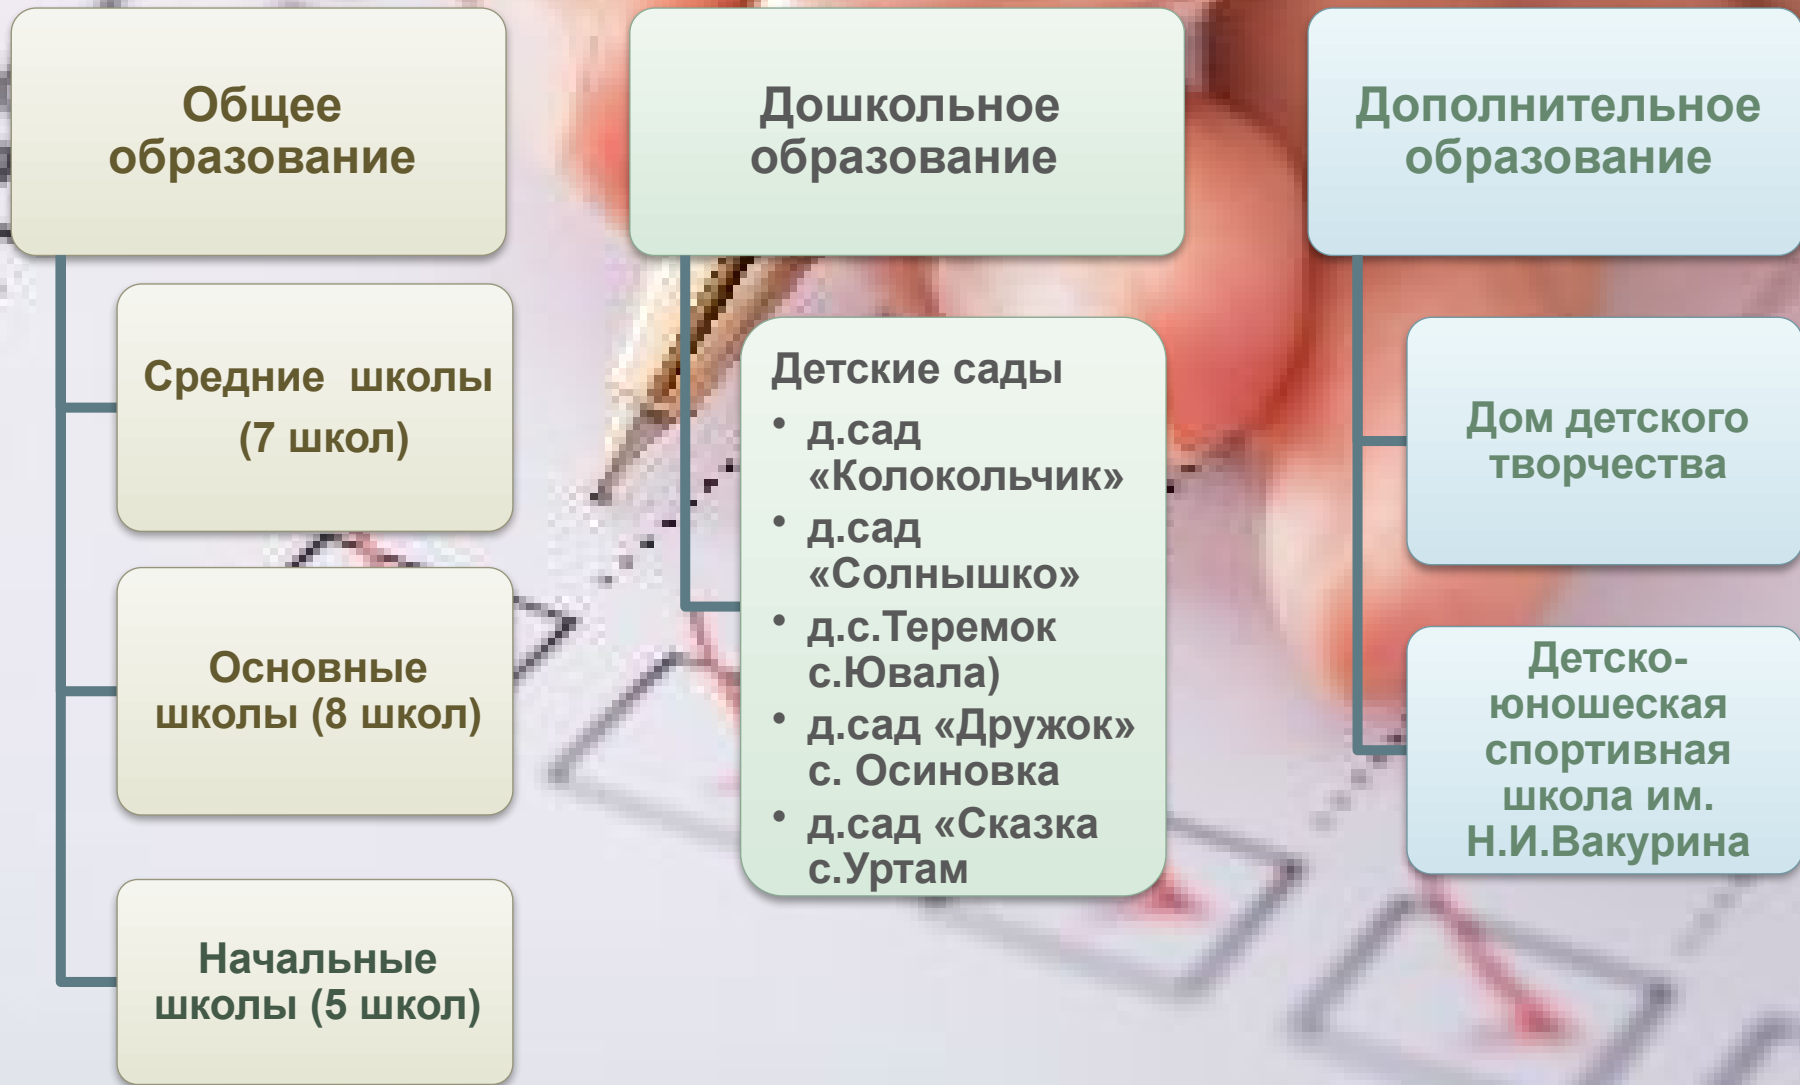 Общее
образование
Средние школы
(7 школ)
Основные
школы (8 школ)
Начальные
школы (5 школ)
Дошкольное
образование
Детские сады
• д.сад
«Колокольчик»
• д.сад
«Солнышко»
• д.с.Теремок
с.Ювала)
• д.сад «Дружок»
с. Осиновка
• д.сад «Сказка
с.Уртам
Дополнительное
образование
Дом детского
творчества
Детско-
юношеская
спортивная
школа им.
Н.И.Вакурина